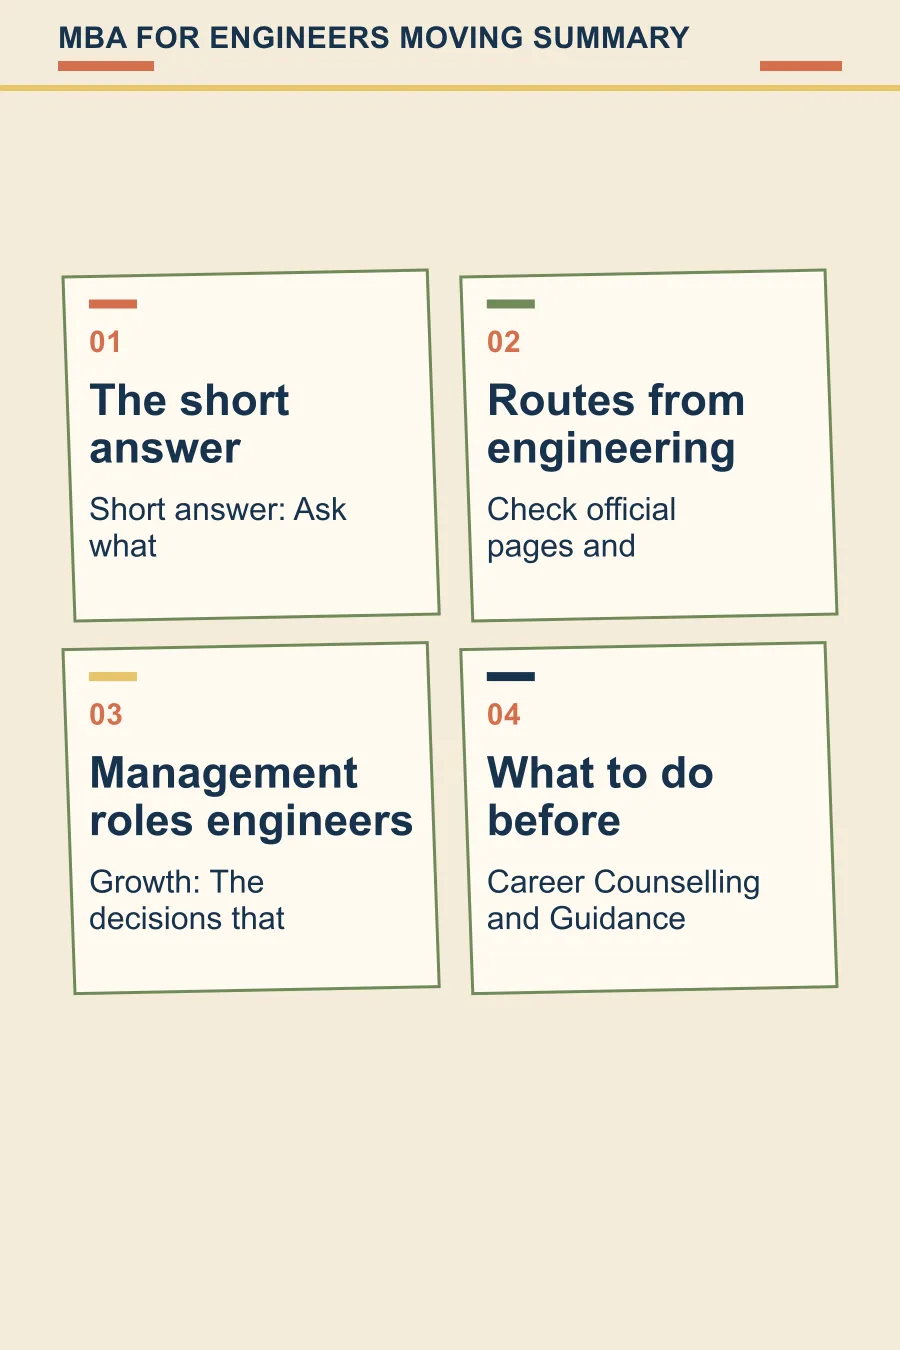 MBA FOR ENGINEERS MOVING SUMMARY
01
The short
answer
Short answer: Ask
what
02
Routes from
engineering
Check official
pages and
03
Management
roles engineers
Growth: The
decisions that
04
What to do
before
Career Counselling
and Guidance